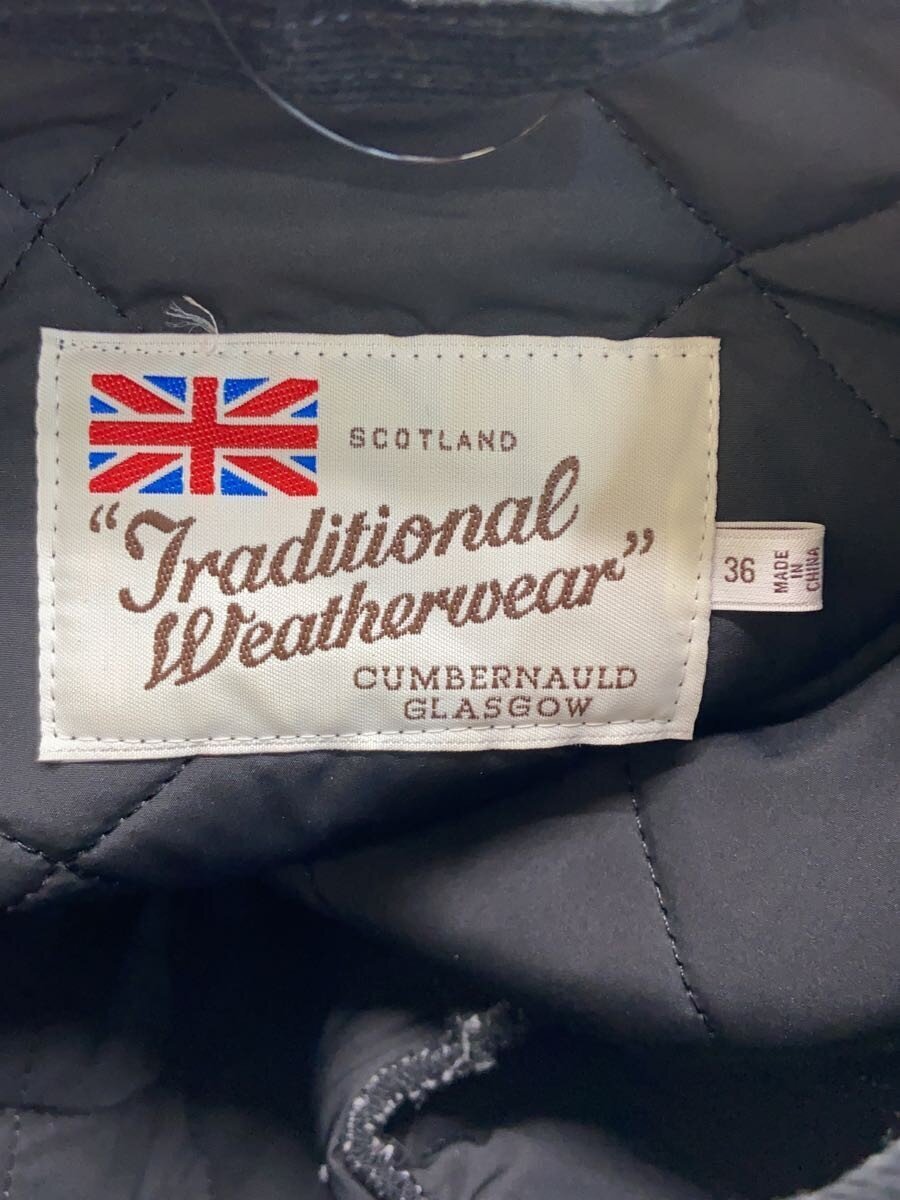 SCOTLAND
“Traditional
Weatherwear”
CUMBERNAULD
GLASGOW
36
MADE
IN
CHINA